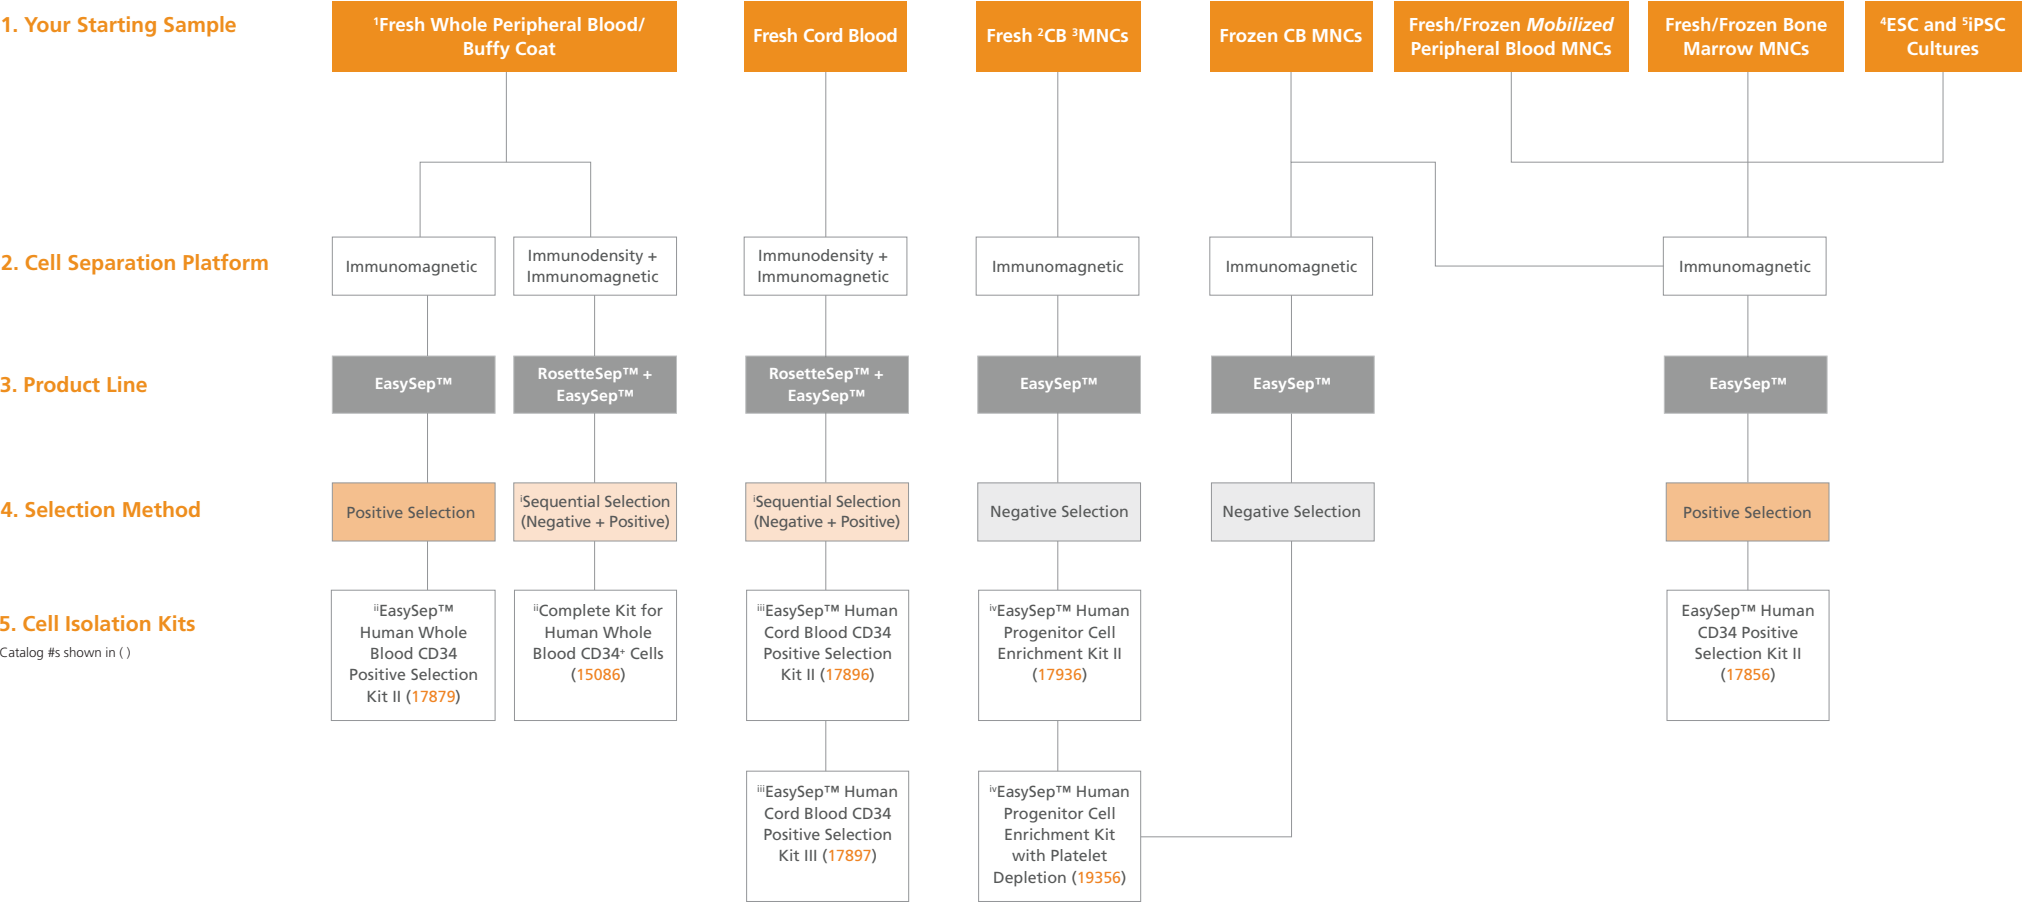 1. Your Starting Sample
¹Fresh Whole Peripheral Blood/
Buffy Coat
Fresh Cord Blood
Fresh ²CB ³MNCs
Frozen CB MNCs
Fresh/Frozen Mobilized
Peripheral Blood MNCs
Fresh/Frozen Bone
Marrow MNCs
⁴ESC and ⁵iPSC
Cultures
2. Cell Separation Platform
Immunomagnetic
Immunodensity +
Immunomagnetic
Immunodensity +
Immunomagnetic
Immunomagnetic
Immunomagnetic
Immunomagnetic
3. Product Line
EasySep™
RosetteSep™ +
EasySep™
RosetteSep™ +
EasySep™
EasySep™
EasySep™
EasySep™
4. Selection Method
Positive Selection
ⁱSequential Selection
(Negative + Positive)
ⁱSequential Selection
(Negative + Positive)
Negative Selection
Negative Selection
Positive Selection
5. Cell Isolation Kits
Catalog #s shown in ( )
ⁱⁱEasySep™
Human Whole
Blood CD34
Positive Selection
Kit II (17879)
ⁱⁱComplete Kit for
Human Whole
Blood CD34⁺ Cells
(15086)
ⁱⁱⁱEasySep™ Human
Cord Blood CD34
Positive Selection
Kit II (17896)
ⁱᵛEasySep™ Human
Progenitor Cell
Enrichment Kit II
(17936)
EasySep™ Human
CD34 Positive
Selection Kit II
(17856)
ⁱⁱⁱEasySep™ Human
Cord Blood CD34
Positive Selection
Kit III (17897)
ⁱᵛEasySep™ Human
Progenitor Cell
Enrichment Kit
with Platelet
Depletion (19356)